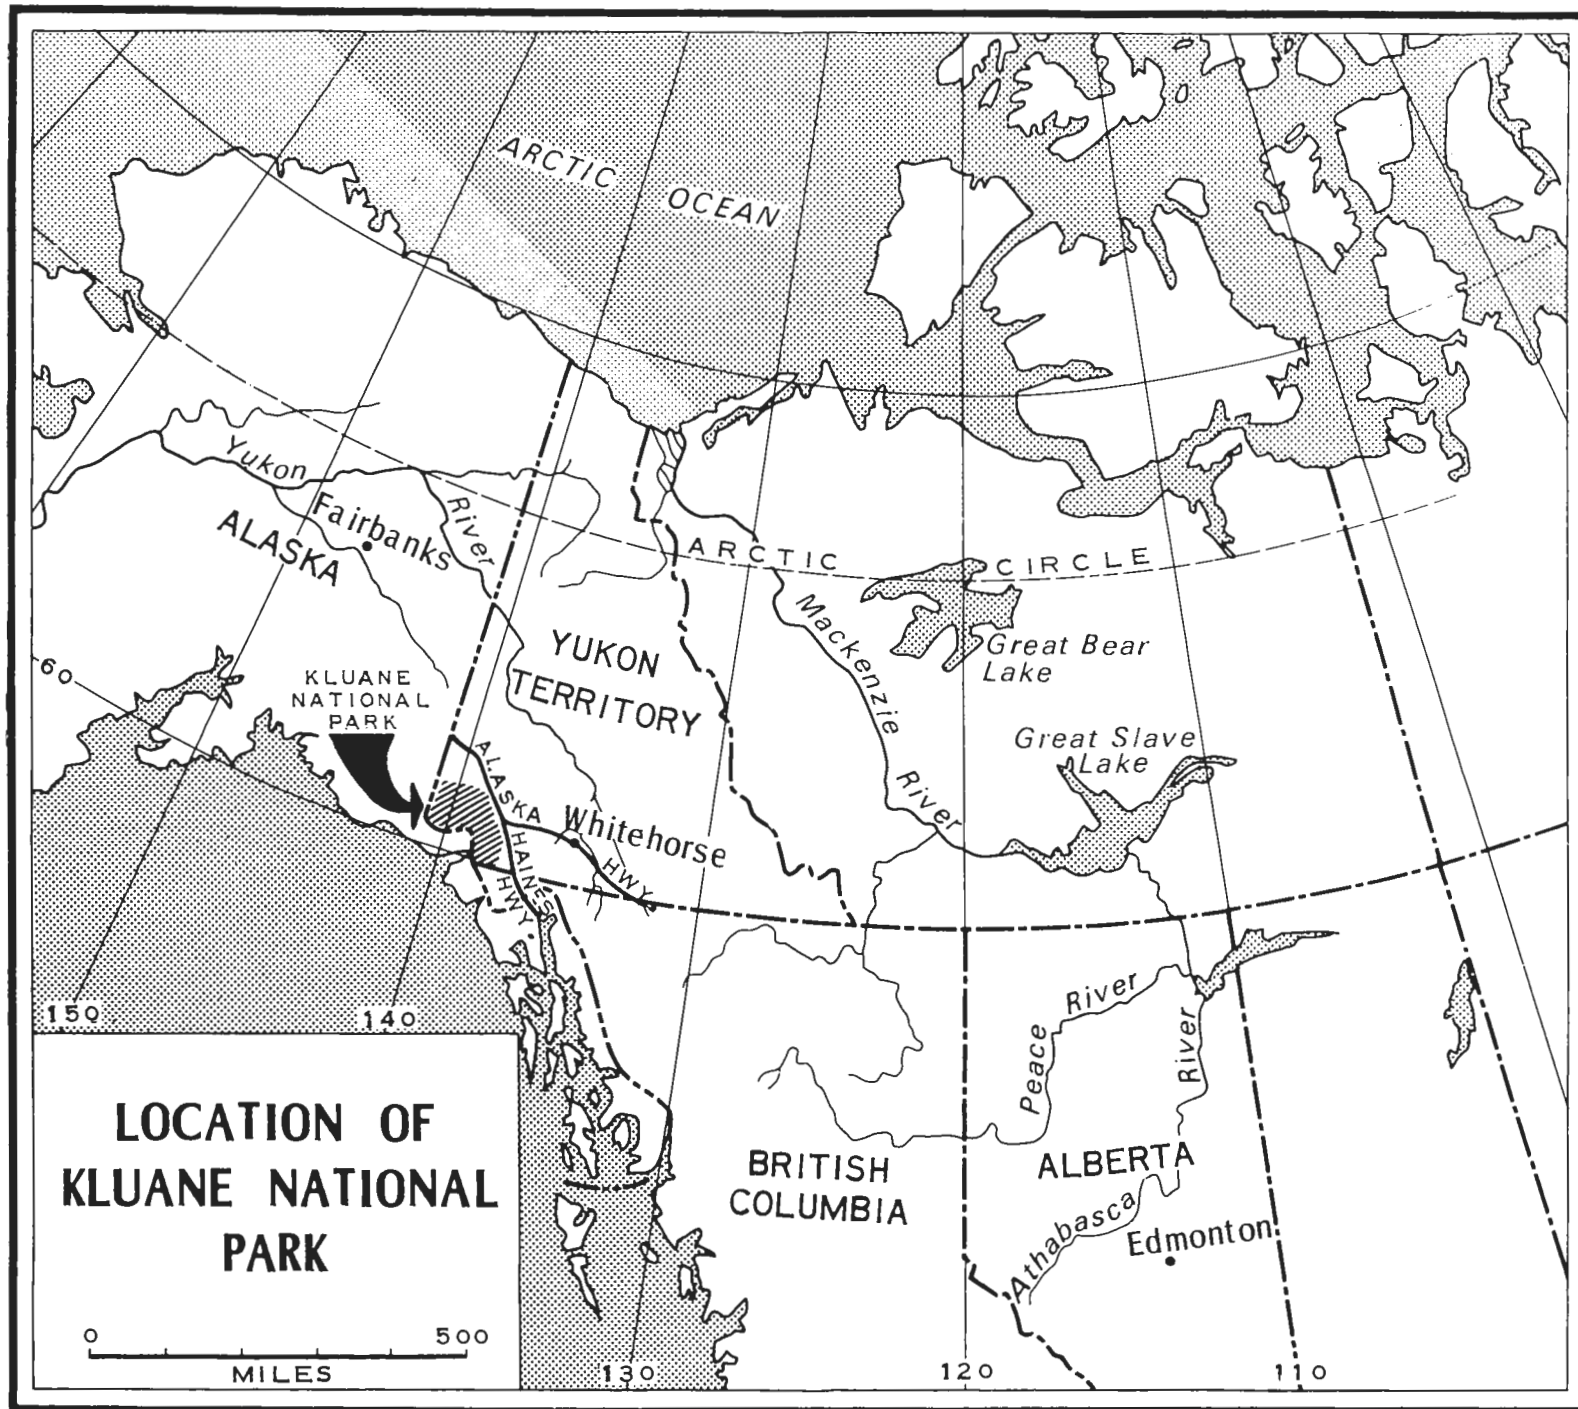 ARCTIC OCEAN
Yukon
River
Fairbanks
ALASKA
ARCTIC CIRCLE
Mackenzie
River
Great Bear
Lake
60
KLUANE
NATIONAL
PARK
YUKON
TERRITORY
Great Slave
Lake
ALASKA
HWY.
Whitehorse
HAINES
HWY.
150
140
Peace
River
River
BRITISH
COLUMBIA
ALBERTA
Athabasca
Edmonton
LOCATION OF
KLUANE NATIONAL
PARK
0 500
MILES
130
120
110